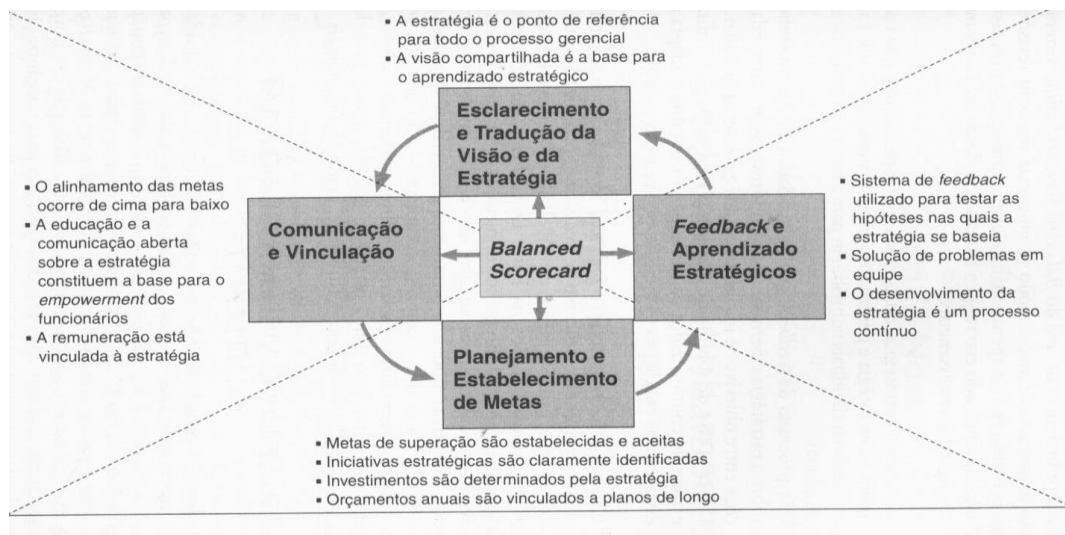 ▪ A estratégia é o ponto de referência
para todo o processo gerencial
▪ A visão compartilhada é a base para
o aprendizado estratégico
Esclarecimento
e Tradução da
Visão e da
Estratégia
▪ O alinhamento das metas
ocorre de cima para baixo
▪ A educação e a
comunicação aberta
sobre a estratégia
constituem a base para o
empowerment dos
funcionários
▪ A remuneração está
vinculada à estratégia
Comunicação
e Vinculação
Balanced
Scorecard
Feedback e
Aprendizado
Estratégicos
▪ Sistema de feedback
utilizado para testar as
hipóteses nas quais a
estratégia se baseia
▪ Solução de problemas em
equipe
▪ O desenvolvimento da
estratégia é um processo
contínuo
Planejamento e
Estabelecimento
de Metas
▪ Metas de superação são estabelecidas e aceitas
▪ Iniciativas estratégicas são claramente identificadas
▪ Investimentos são determinados pela estratégia
▪ Orçamentos anuais são vinculados a planos de longo